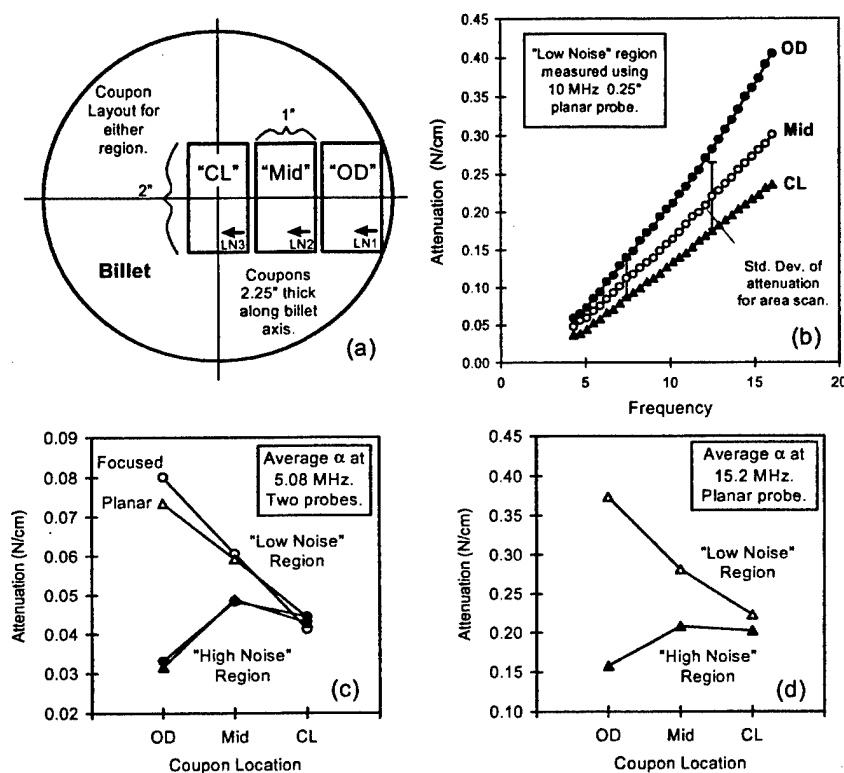 Coupon
Layout for
either
region.
1"
2"
"CL"
"Mid"
"OD"
LN3
LN2
LN1
Billet
Coupons
2.25" thick
along billet
axis.
(a)
Attenuation (N/cm)
0.45
0.40
0.35
0.30
0.25
0.20
0.15
0.10
0.05
0.00
"Low Noise" region
measured using
10 MHz 0.25"
planar probe.
OD
Mid
CL
Std. Dev. of
attenuation
for area scan.
(b)
0 5 10 15 20
Frequency
Attenuation (N/cm)
0.09
0.08
0.07
0.06
0.05
0.04
0.03
0.02
Focused
Planar
Average α at
5.08 MHz.
Two probes.
"Low Noise"
Region
"High Noise"
Region
(c)
OD Mid CL
Coupon Location
Attenuation (N/cm)
0.45
0.40
0.35
0.30
0.25
0.20
0.15
0.10
Average α at
15.2 MHz.
Planar probe.
"Low Noise"
Region
"High Noise"
Region
(d)
OD Mid CL
Coupon Location